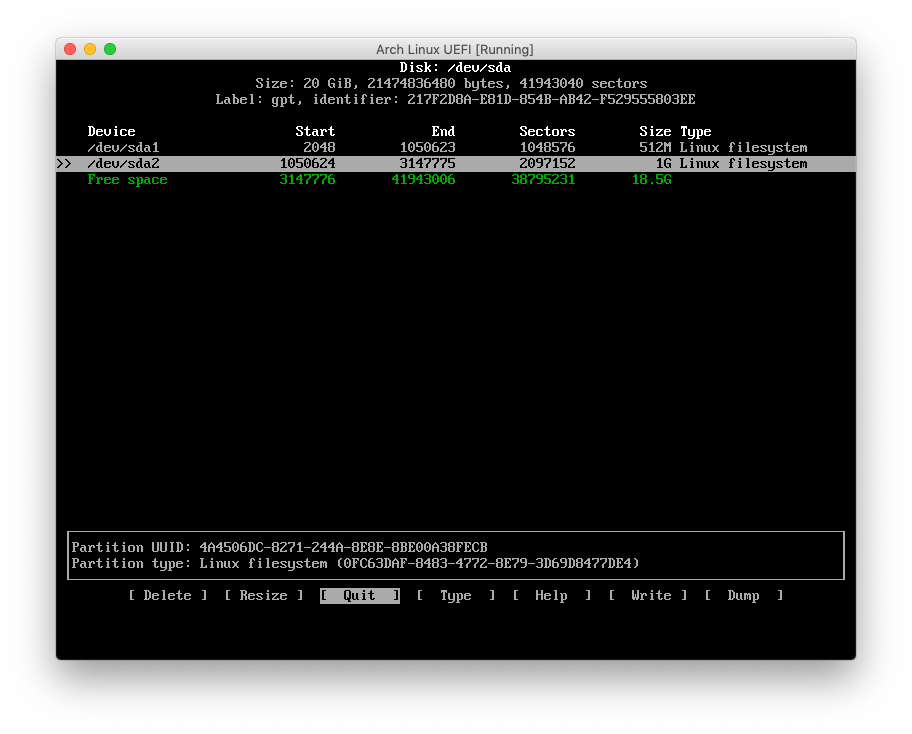 Arch Linux UEFI [Running]
Disk: /dev/sda
Size: 20 GiB, 21474836480 bytes, 41943040 sectors
Label: gpt, identifier: 217F2D8A-E81D-854B-AB42-F529555803EE
Device Start End Sectors Size Type
/dev/sda1 2048 1050623 1048576 512M Linux filesystem
>> /dev/sda2 1050624 3147775 2097152 1G Linux filesystem
Free space 3147776 41943006 38795231 18.5G
Partition UUID: 4A4506DC-8271-244A-8E8E-8BE00A38FECB
Partition type: Linux filesystem (0FC63DAF-8483-4772-8E79-3D69D8477DE4)
[ Delete ] [ Resize ] [ Quit ] [ Type ] [ Help ] [ Write ] [ Dump ]